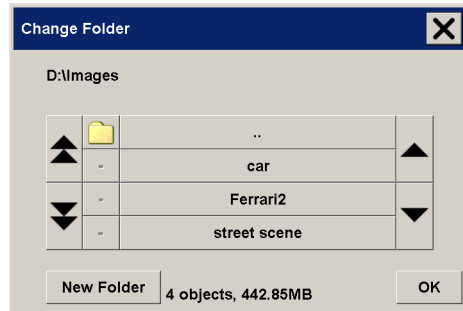 Change Folder
D:\Images
..
- car
- Ferrari2
- street scene
New Folder 4 objects, 442.85MB OK